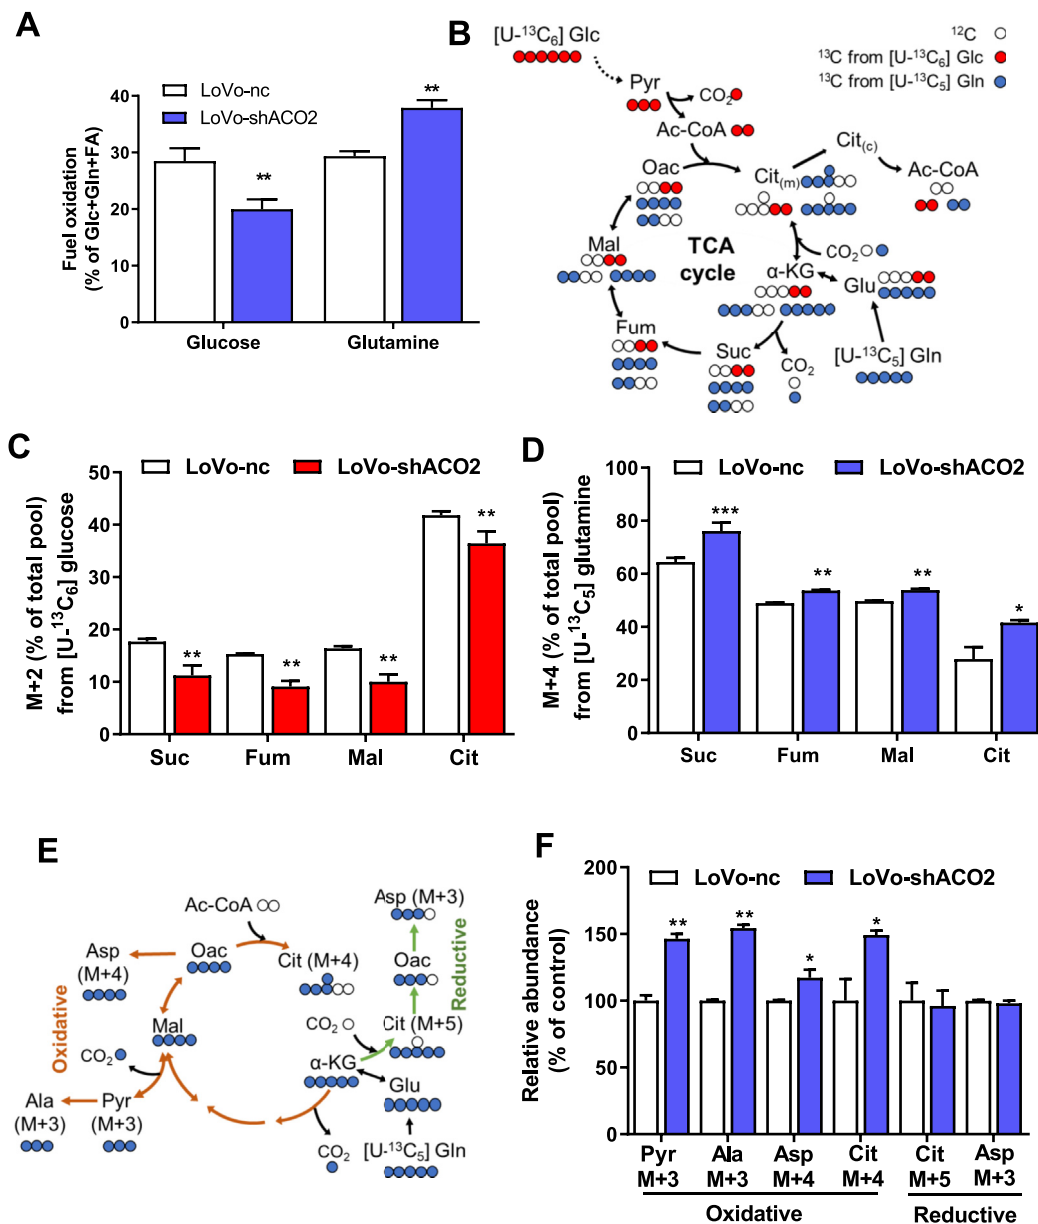 A
Fuel oxidation
(% of Glc+Gln+FA)
40
30
20
10
0
LoVo-nc
LoVo-shACO2
**
**
Glucose
Glutamine
B
[U-¹³C₆] Glc
¹²C
¹³C from [U-¹³C₆] Glc
¹³C from [U-¹³C₅] Gln
Pyr
CO₂
Ac-CoA
Oac
Cit(m)
Cit(c)
Ac-CoA
Mal
TCA
cycle
CO₂
α-KG
Glu
Fum
Suc
CO₂
[U-¹³C₅] Gln
C
M+2 (% of total pool)
from [U-¹³C₆] glucose
50
40
30
20
10
0
LoVo-nc
LoVo-shACO2
**
**
**
**
Suc
Fum
Mal
Cit
D
M+4 (% of total pool)
from [U-¹³C₅] glutamine
100
80
60
40
20
0
LoVo-nc
LoVo-shACO2
***
**
**
*
Suc
Fum
Mal
Cit
E
Ac-CoA
Asp (M+3)
Asp
(M+4)
Oac
Cit (M+4)
Oac
Reductive
Oxidative
Mal
CO₂
Cit (M+5)
CO₂
α-KG
Glu
Ala
(M+3)
Pyr
(M+3)
CO₂
[U-¹³C₅] Gln
F
Relative abundance
(% of control)
200
150
100
50
0
LoVo-nc
LoVo-shACO2
**
**
*
*
Pyr
M+3
Ala
M+3
Asp
M+4
Cit
M+4
Cit
M+5
Asp
M+3
Oxidative
Reductive